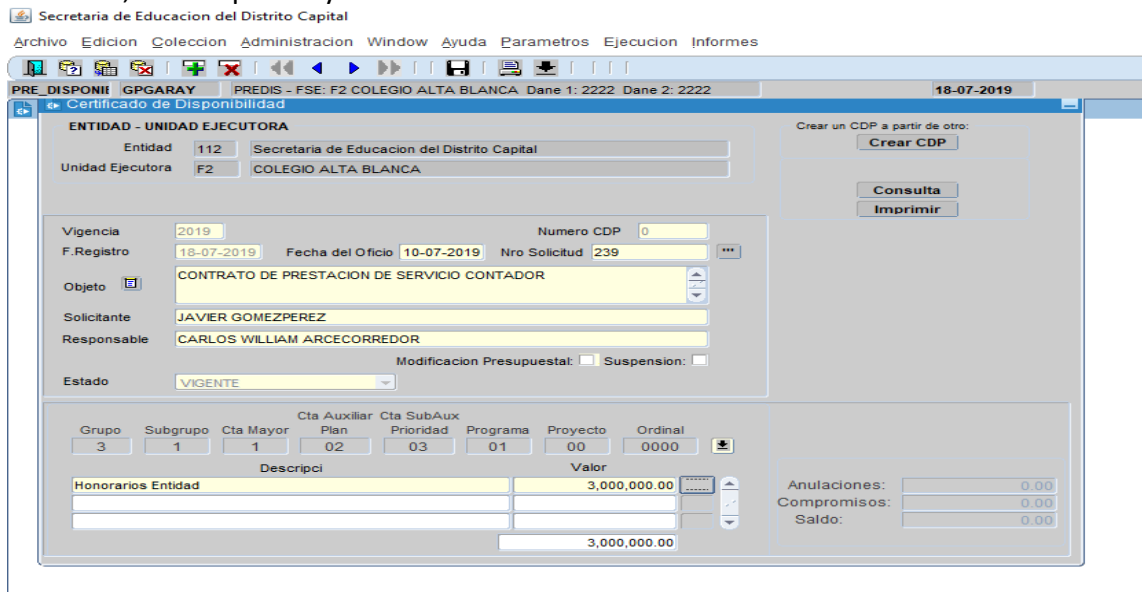 Secretaria de Educacion del Distrito Capital
Archivo Edicion Coleccion Administracion Window Ayuda Parametros Ejecucion Informes
PRE_DISPONIE GPGARAY PREDIS - FSE: F2 COLEGIO ALTA BLANCA Dane 1: 2222 Dane 2: 2222 18-07-2019
Certificado de Disponibilidad
ENTIDAD - UNIDAD EJECUTORA Crear un CDP a partir de otro:
Entidad 112 Secretaria de Educacion del Distrito Capital Crear CDP
Unidad Ejecutora F2 COLEGIO ALTA BLANCA
Consulta
Imprimir
Vigencia 2019 Numero CDP 0
F.Registro 18-07-2019 Fecha del Oficio 10-07-2019 Nro Solicitud 239 ...
Objeto CONTRATO DE PRESTACION DE SERVICIO CONTADOR
Solicitante JAVIER GOMEZPEREZ
Responsable CARLOS WILLIAM ARCECORREDOR
Modificacion Presupuestal: Suspension:
Estado VIGENTE
Cta Auxiliar Cta SubAux
Grupo Subgrupo Cta Mayor Plan Prioridad Programa Proyecto Ordinal
3 1 1 02 03 01 00 0000
Descripci Valor
Honorarios Entidad 3,000,000.00 Anulaciones: 0.00
Compromisos: 0.00
Saldo: 0.00
3,000,000.00